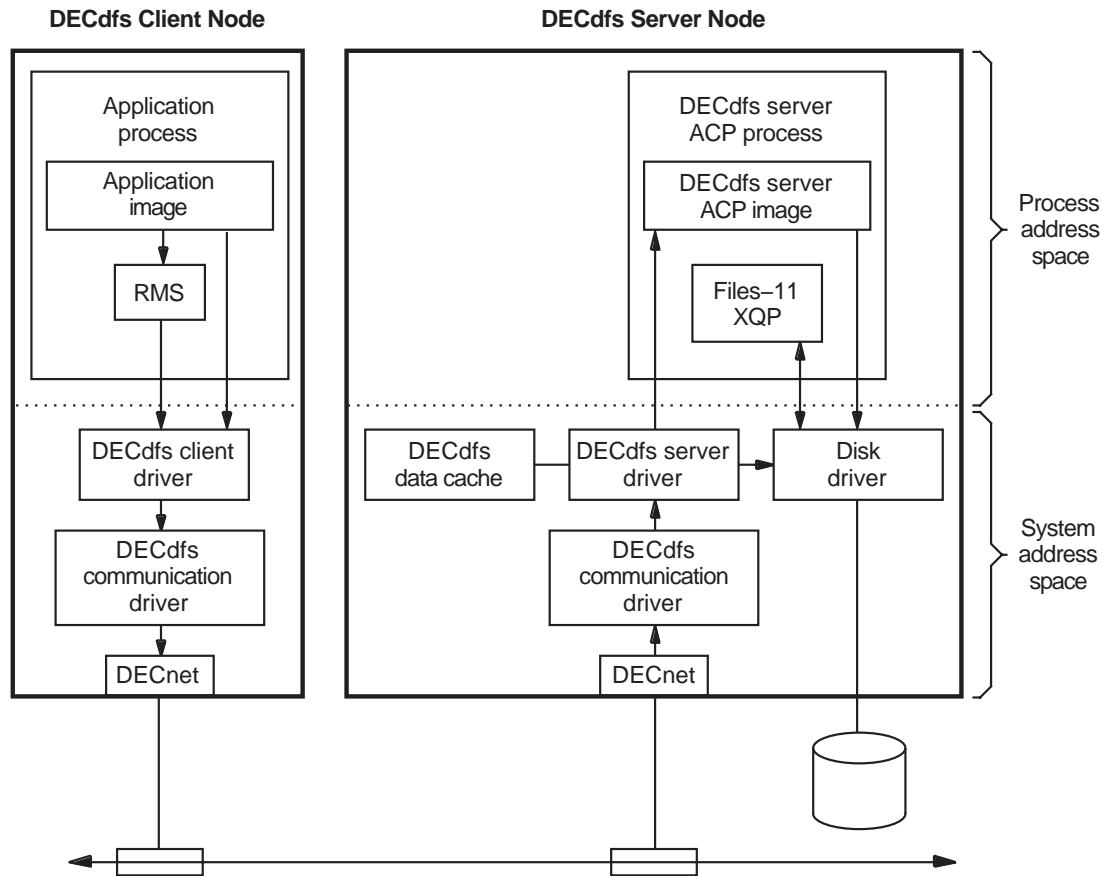 DECdfs Client Node
DECdfs Server Node
Application
process
Application
image
RMS
DECdfs client
driver
DECdfs
communication
driver
DECnet
DECdfs server
ACP process
DECdfs server
ACP image
Files–11
XQP
DECdfs
data cache
DECdfs server
driver
Disk
driver
DECdfs
communication
driver
DECnet
Process
address
space
System
address
space